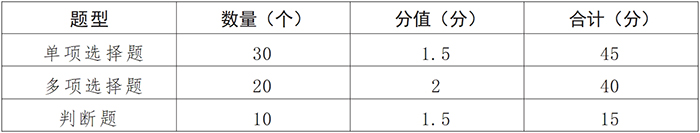 题型 数量（个） 分值（分） 合计（分）
单项选择题 30 1.5 45
多项选择题 20 2 40
判断题 10 1.5 15